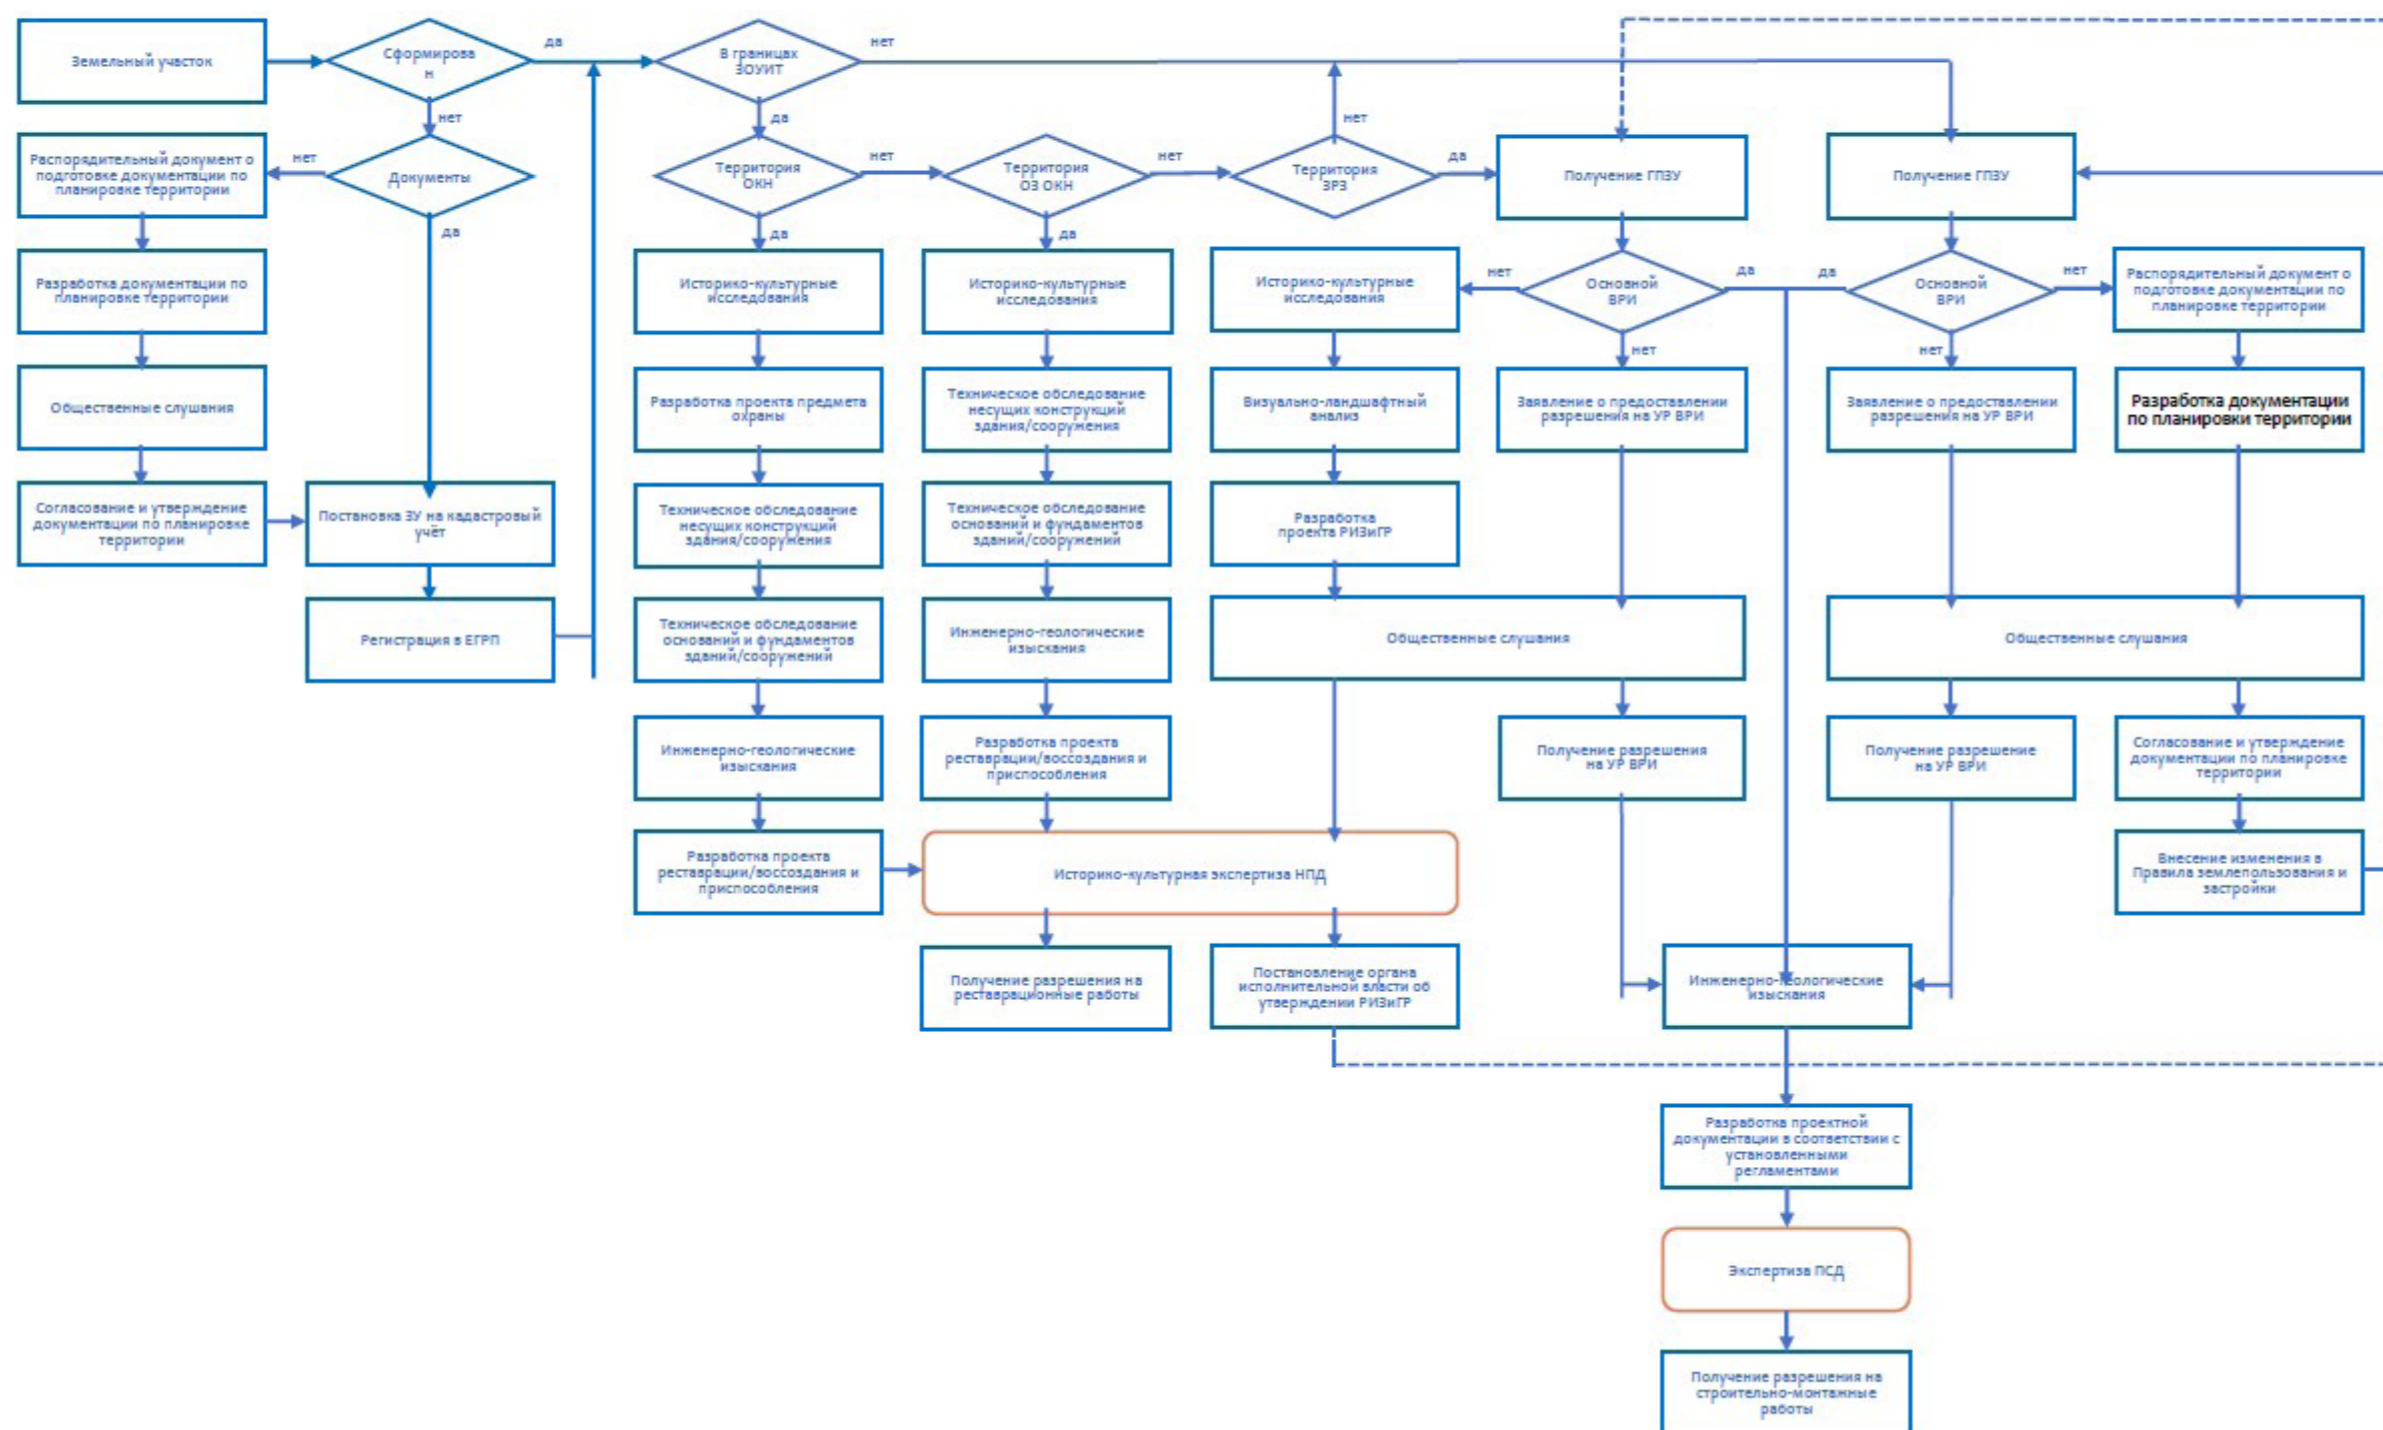 Земельный участок
Сформирова
н
да
В границах
ЗОУИТ
нет
нет
да
нет
Распорядительный документ о
подготовке документации по
планировке территории
нет
Документы
Территория
ОКН
нет
Территория
ОЗ ОКН
нет
Территория
ЗРЗ
да
Получение ГПЗУ
Получение ГПЗУ
да
да
да
Разработка документации по
планировке территории
Историко-культурные
исследования
Историко-культурные
исследования
Историко-культурные
исследования
нет
Основной
ВРИ
да
да
Основной
ВРИ
нет
Распорядительный документ о
подготовке документации по
планировке территории
нет
нет
Общественные слушания
Разработка проекта предмета
охраны
Техническое обследование
несущих конструкций
здания/сооружения
Визуально-ландшафтный
анализ
Заявление о предоставлении
разрешения на УР ВРИ
Заявление о предоставлении
разрешения на УР ВРИ
Разработка документации
по планировки территории
Согласование и утверждение
документации по планировке
территории
Постановка ЗУ на кадастровый
учёт
Техническое обследование
несущих конструкций
здания/сооружения
Техническое обследование
оснований и фундаментов
зданий/сооружений
Разработка
проекта РИЗиГР
Регистрация в ЕГРП
Техническое обследование
оснований и фундаментов
зданий/сооружений
Инженерно-геологические
изыскания
Общественные слушания
Общественные слушания
Инженерно-геологические
изыскания
Разработка проекта
реставрации/воссоздания и
приспособления
Получение разрешения
на УР ВРИ
Получение разрешение
на УР ВРИ
Согласование и утверждение
документации по планировке
территории
Разработка проекта
реставрации/воссоздания и
приспособления
Историко-культурная экспертиза НПД
Внесение изменения в
Правила землепользования и
застройки
Получение разрешения на
реставрационные работы
Постановление органа
исполнительной власти об
утверждении РИЗиГР
Инженерно-геологические
изыскания
Разработка проектной
документации в соответствии с
установленными
регламентами
Экспертиза ПСД
Получение разрешения на
строительно-монтажные
работы